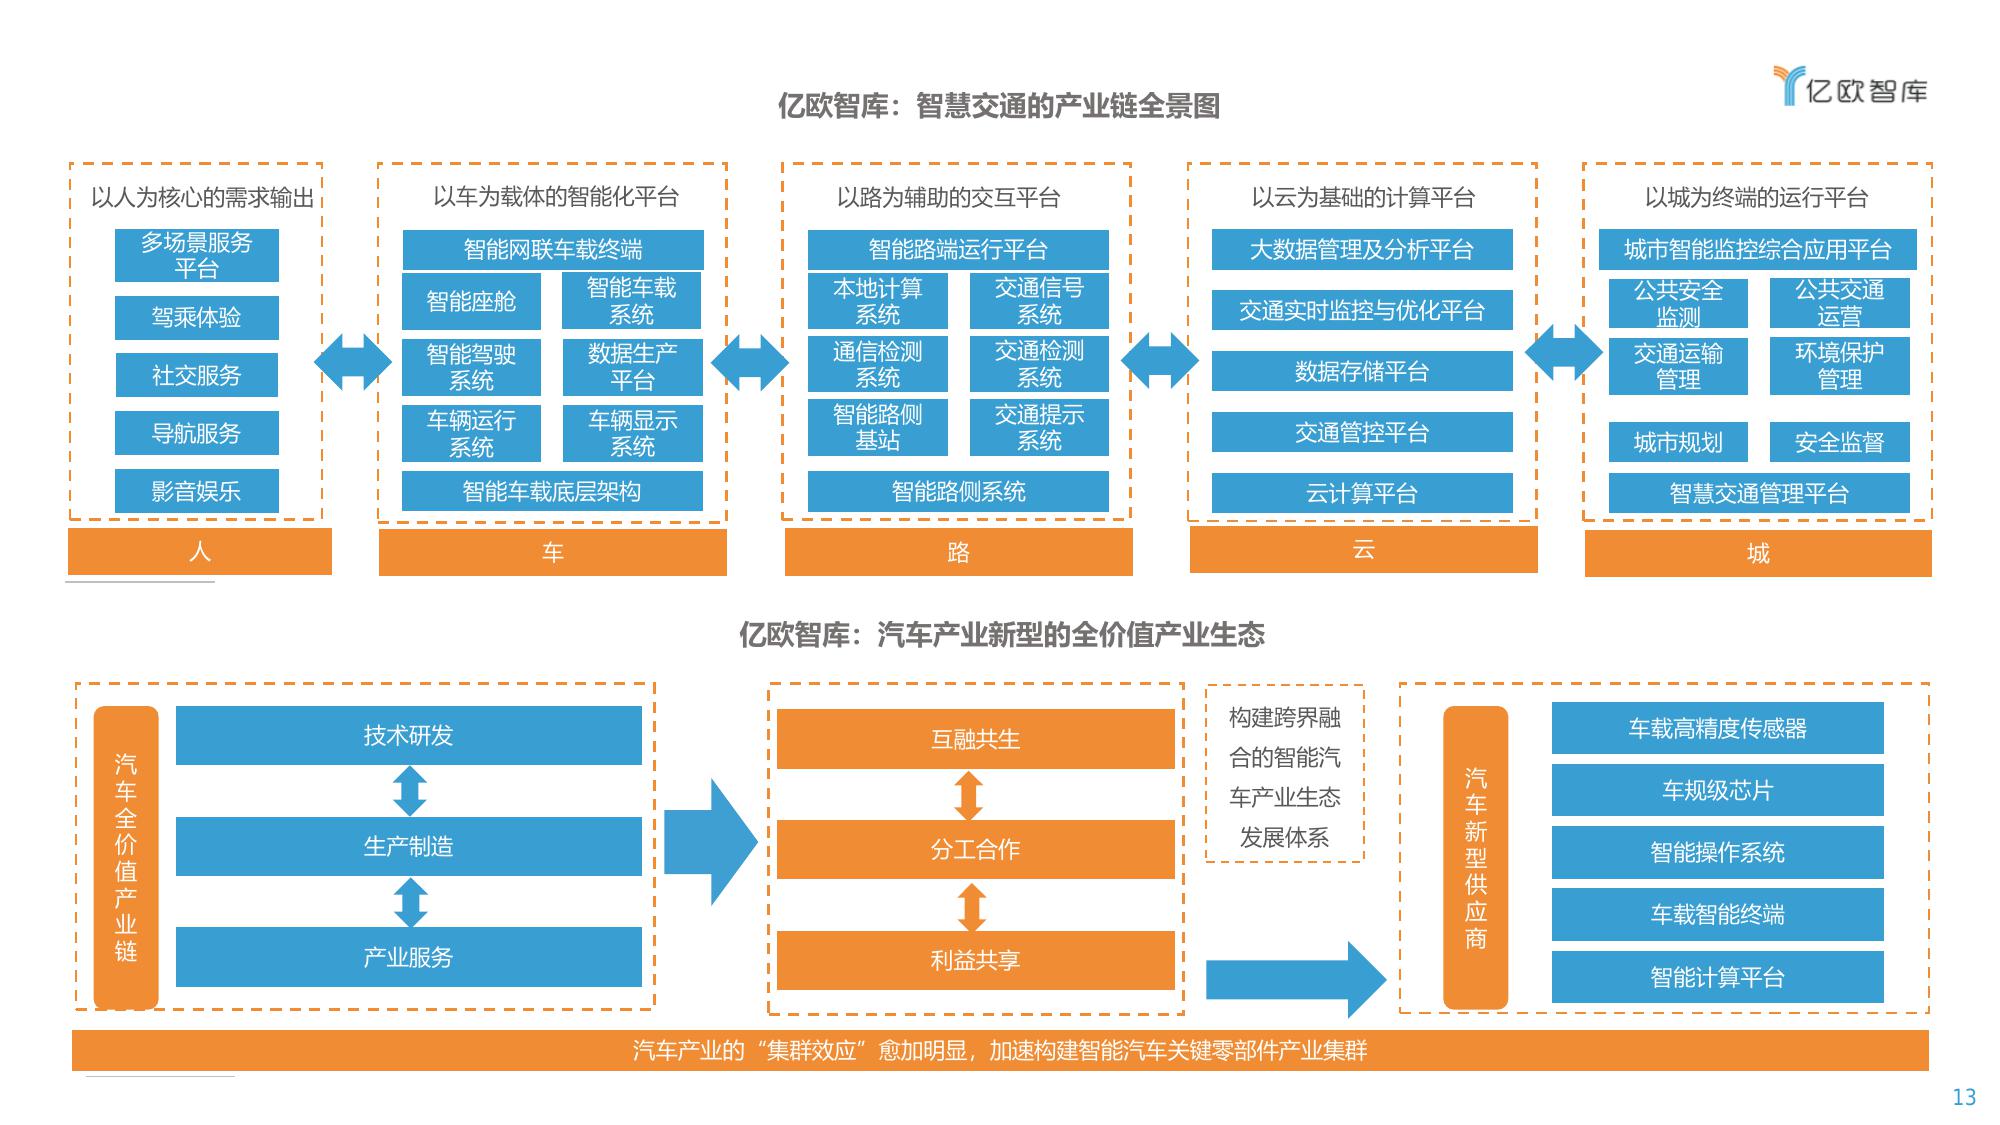 亿欧智库
亿欧智库：智慧交通的产业链全景图
以人为核心的需求输出
多场景服务
平台
驾乘体验
社交服务
导航服务
影音娱乐
人
以车为载体的智能化平台
智能网联车载终端
智能座舱
智能车载
系统
智能驾驶
系统
数据生产
平台
车辆运行
系统
车辆显示
系统
智能车载底层架构
车
以路为辅助的交互平台
智能路端运行平台
本地计算
系统
交通信号
系统
通信检测
系统
交通检测
系统
智能路侧
基站
交通提示
系统
智能路侧系统
路
以云为基础的计算平台
大数据管理及分析平台
交通实时监控与优化平台
数据存储平台
交通管控平台
云计算平台
云
以城为终端的运行平台
城市智能监控综合应用平台
公共安全
监测
公共交通
运营
交通运输
管理
环境保护
管理
城市规划
安全监督
智慧交通管理平台
城
亿欧智库：汽车产业新型的全价值产业生态
汽车全价值产业链
技术研发
生产制造
产业服务
互融共生
分工合作
利益共享
构建跨界融
合的智能汽
车产业生态
发展体系
汽车新型供应商
车载高精度传感器
车规级芯片
智能操作系统
车载智能终端
智能计算平台
汽车产业的“集群效应”愈加明显，加速构建智能汽车关键零部件产业集群
13